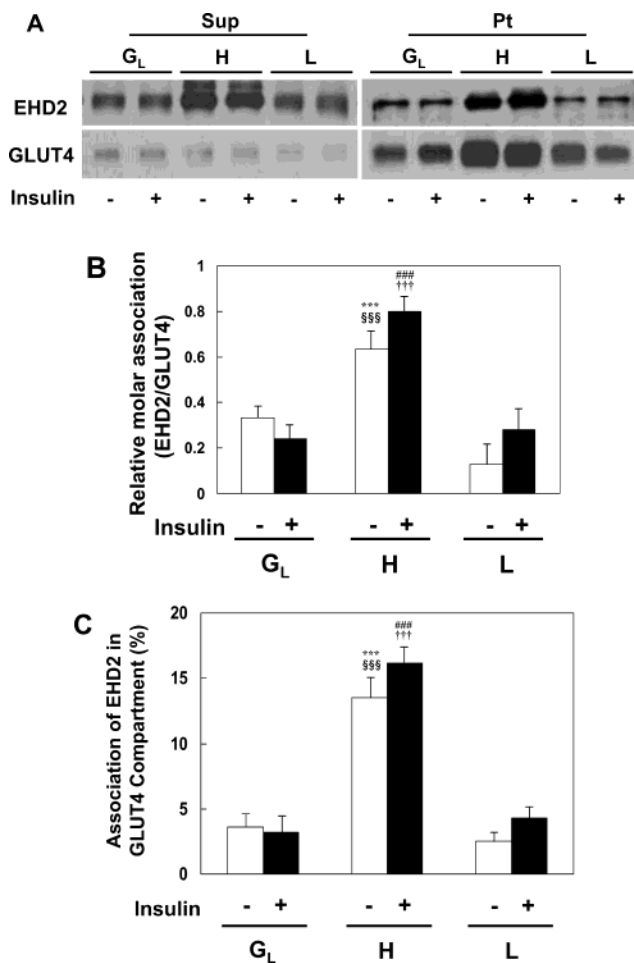 A
Sup
Pt
GL H L GL H L
EHD2
GLUT4
Insulin - + - + - + - + - + - +
B
Relative molar association
(EHD2/GLUT4)
1
0.8
0.6
0.4
0.2
0
***
§§§
###
†††
Insulin - + - + - +
GL H L
C
Association of EHD2 in
GLUT4 Compartment (%)
20
15
10
5
0
***
§§§
###
†††
Insulin - + - + - +
GL H L